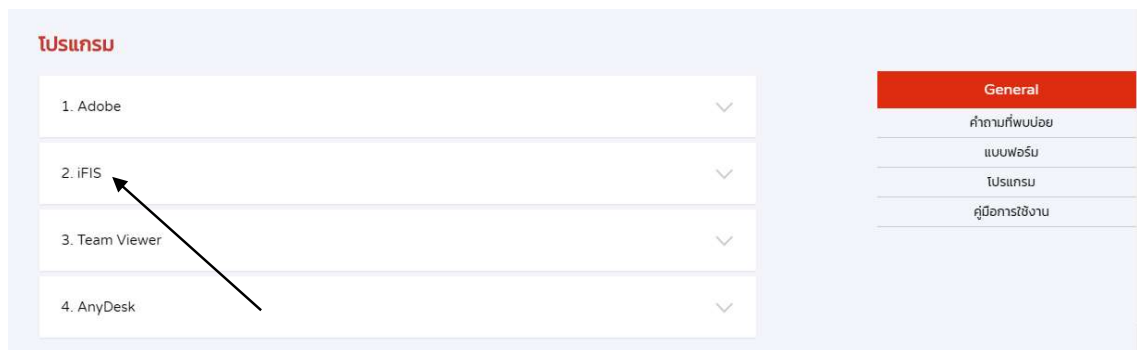 โปรแกรม
1. Adobe
2. iFIS
3. Team Viewer
4. AnyDesk
General
คำถามที่พบบ่อย
แบบฟอร์ม
โปรแกรม
คู่มือการใช้งาน